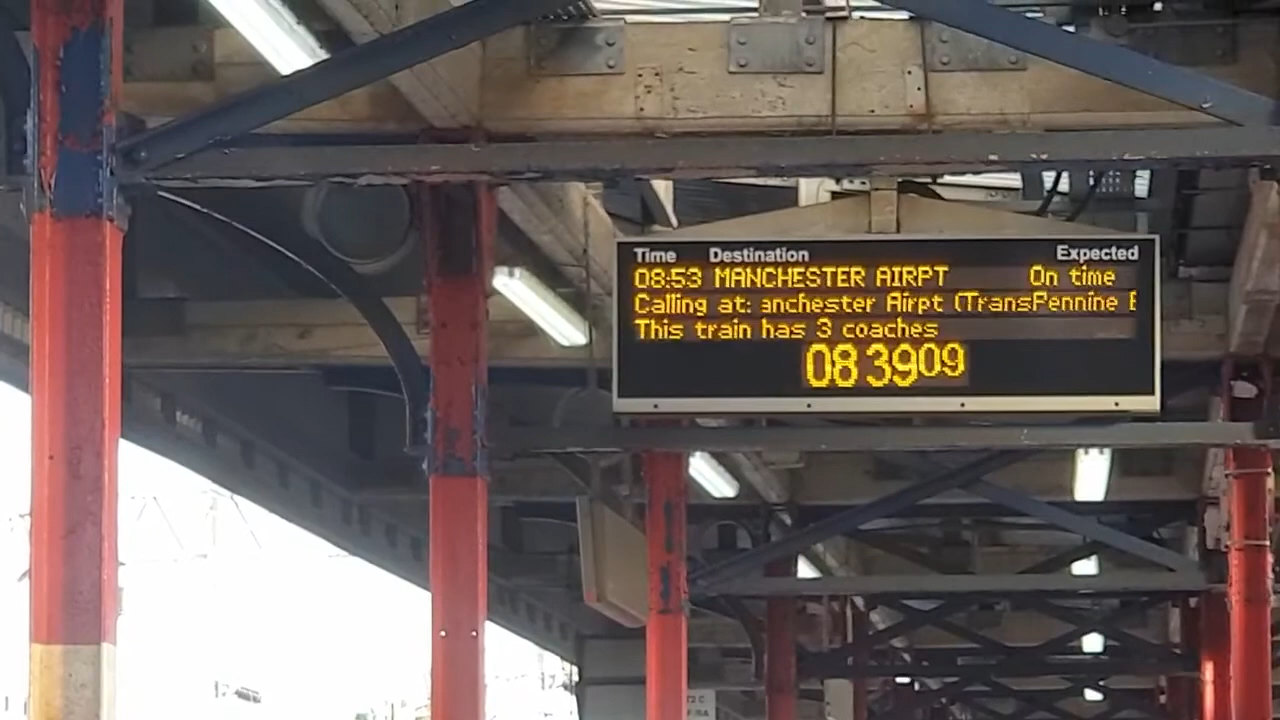 Time Destination Expected
08:53 MANCHESTER AIRPT On time
Calling at: anchester Airpt (TransPennine E
This train has 3 coaches
08 39 09